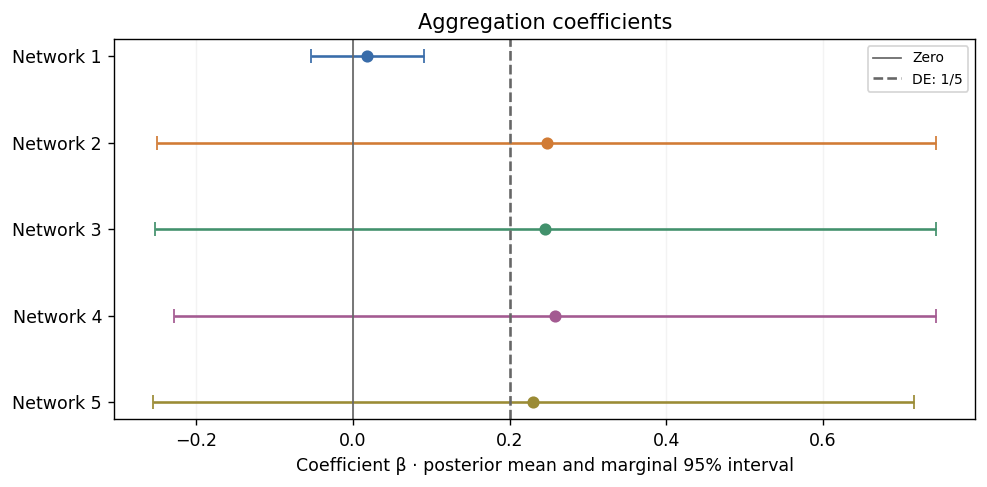 Aggregation coefficients
Network 1
Network 2
Network 3
Network 4
Network 5
Zero
DE: 1/5
−0.2 0.0 0.2 0.4 0.6
Coefficient β · posterior mean and marginal 95% interval